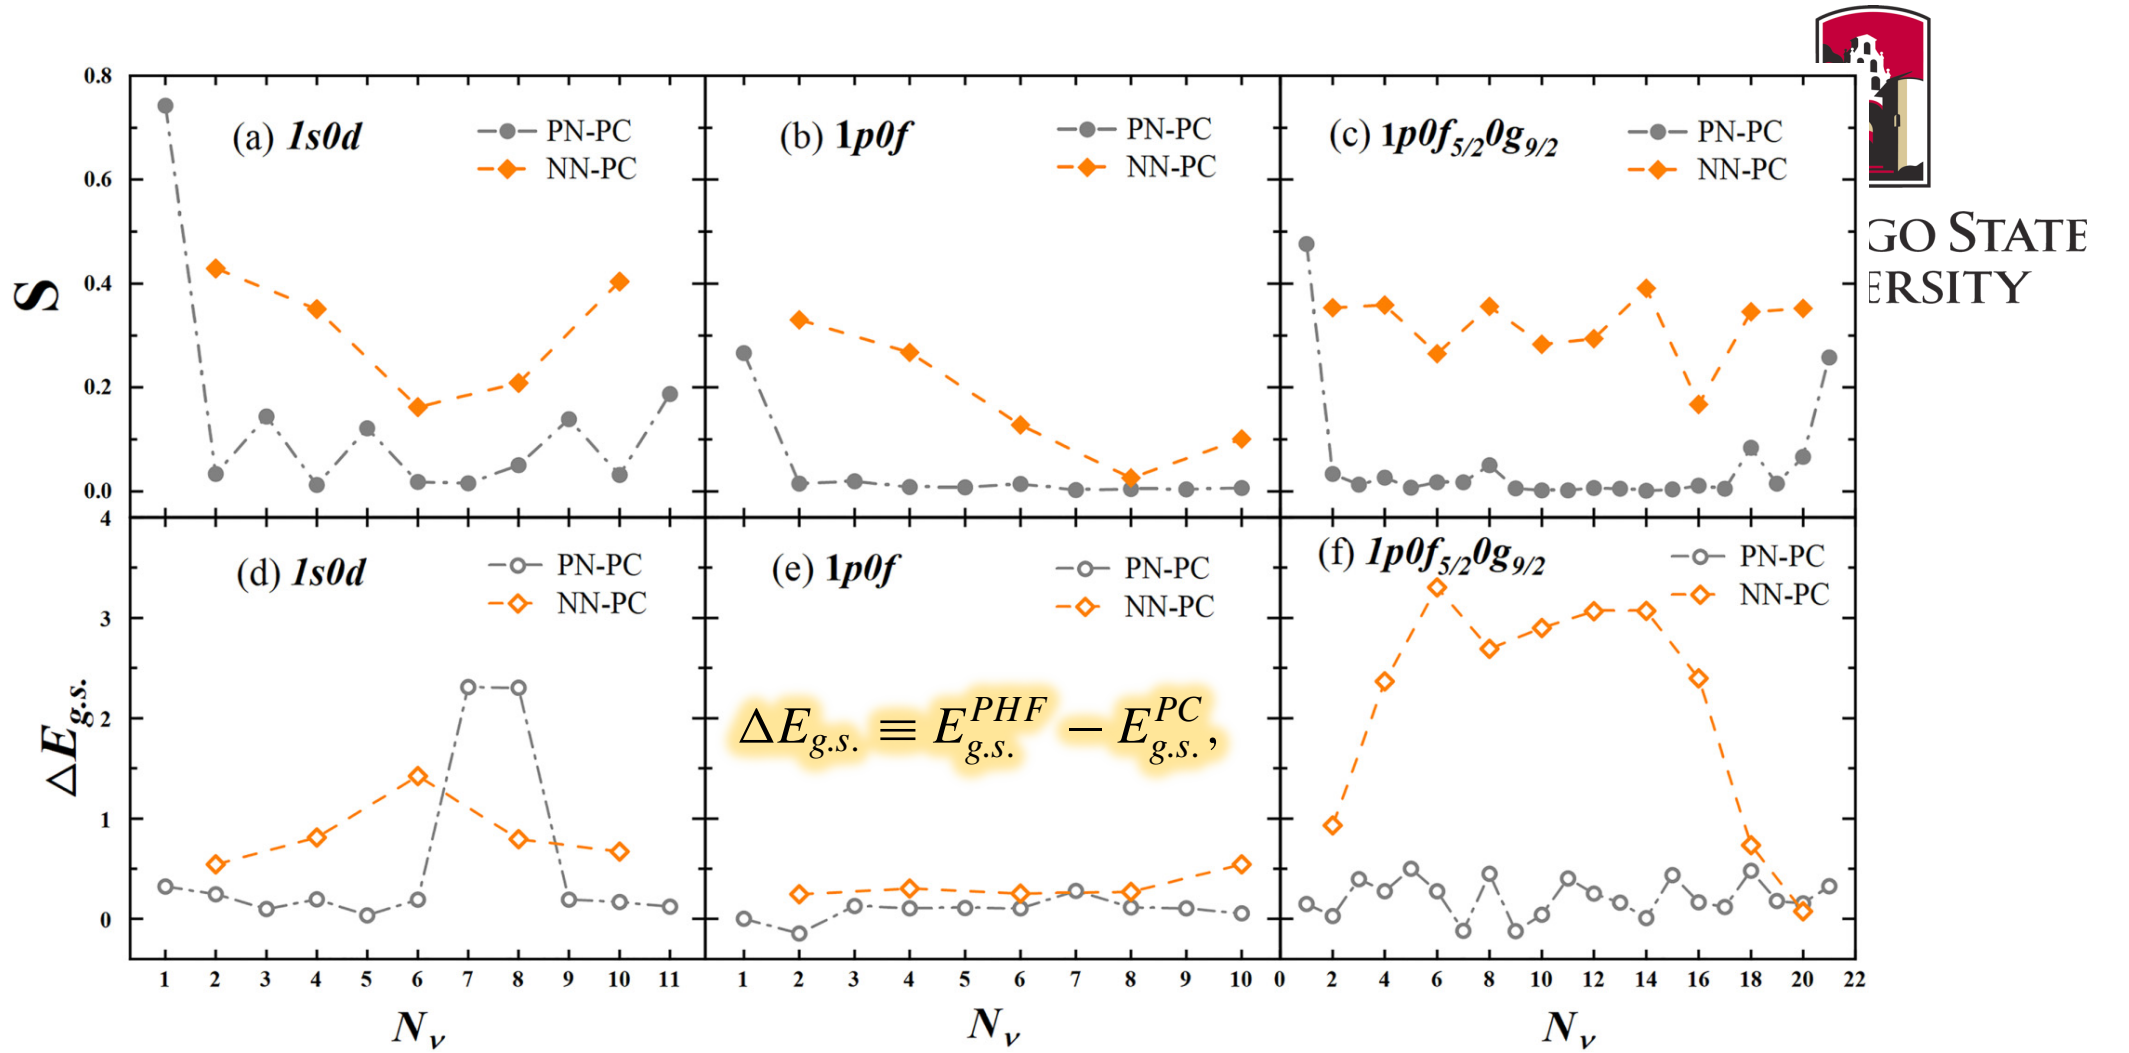 (a) 1s0d
PN-PC
NN-PC
(b) 1p0f
PN-PC
NN-PC
(c) 1p0f5/20g9/2
PN-PC
NN-PC
GO STATE
ERSITY
S
0.8
0.6
0.4
0.2
0.0
(d) 1s0d
PN-PC
NN-PC
(e) 1p0f
PN-PC
NN-PC
(f) 1p0f5/20g9/2
PN-PC
NN-PC
ΔEg.s. ≡ E^PHF_g.s. − E^PC_g.s.,
ΔEg.s.
4
3
2
1
0
1 2 3 4 5 6 7 8 9 10 11
1 2 3 4 5 6 7 8 9 10
0 2 4 6 8 10 12 14 16 18 20 22
Nν
Nν
Nν